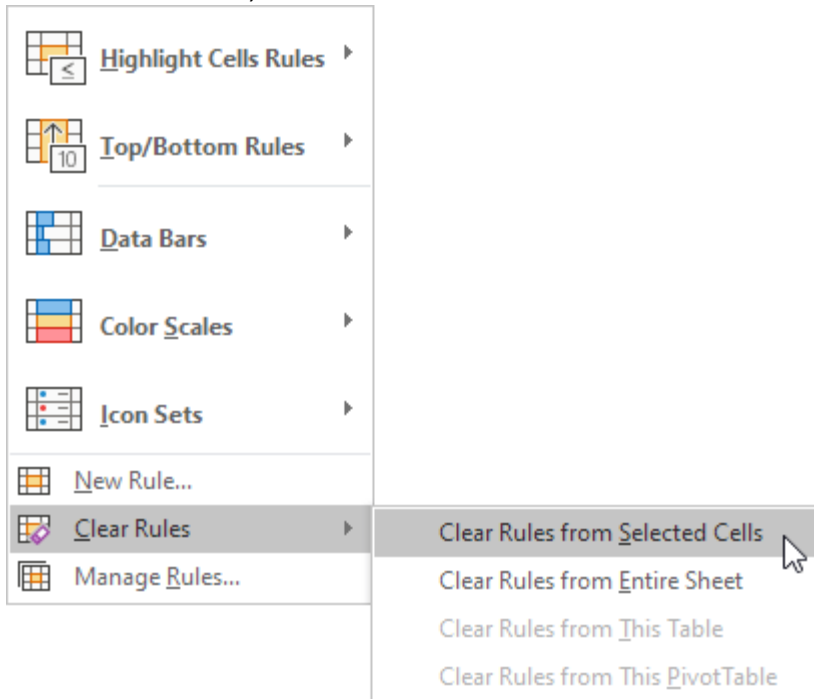 Highlight Cells Rules
≤
Top/Bottom Rules
10
Data Bars
Color Scales
Icon Sets
New Rule...
Clear Rules
Manage Rules...
Clear Rules from Selected Cells
Clear Rules from Entire Sheet
Clear Rules from This Table
Clear Rules from This PivotTable